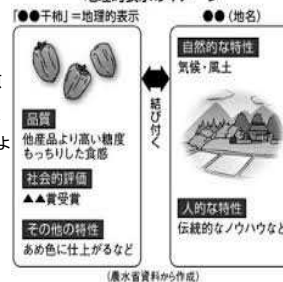 「●●干柿」＝地理的表示
●●（地名）
品質
他産品より高い糖度
もっちりした食感
社会的評価
▲▲賞受賞
その他の特性
あめ色に仕上がるなど
結び付く
自然的な特性
気候・風土
人的な特性
伝統的なノウハウなど
（農水省資料から作成）
よ